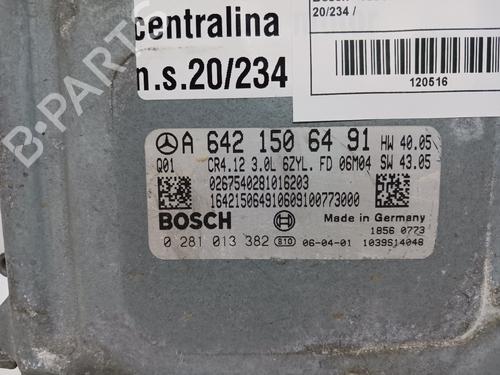 centralina
n.s.20/234
20/234 /
120516
A 642 150 64 91 HW 40.05
Q01 CR4.12 3.0L 6ZYL. FD 06M04 SW 43.05
0267540281016203
164215064910609100773000
BOSCH
Made in Germany
1856 0773
0 281 013 382 B10 06-04-01 1039S14048